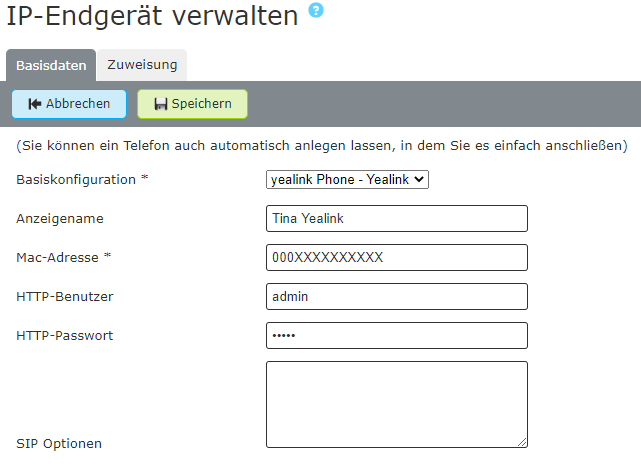 IP-Endgerät verwalten ?
Basisdaten Zuweisung
Abbrechen Speichern
(Sie können ein Telefon auch automatisch anlegen lassen, in dem Sie es einfach anschließen)
Basiskonfiguration * yealink Phone - Yealink
Anzeigename Tina Yealink
Mac-Adresse * 000XXXXXXXXXX
HTTP-Benutzer admin
HTTP-Passwort •••••
SIP Optionen